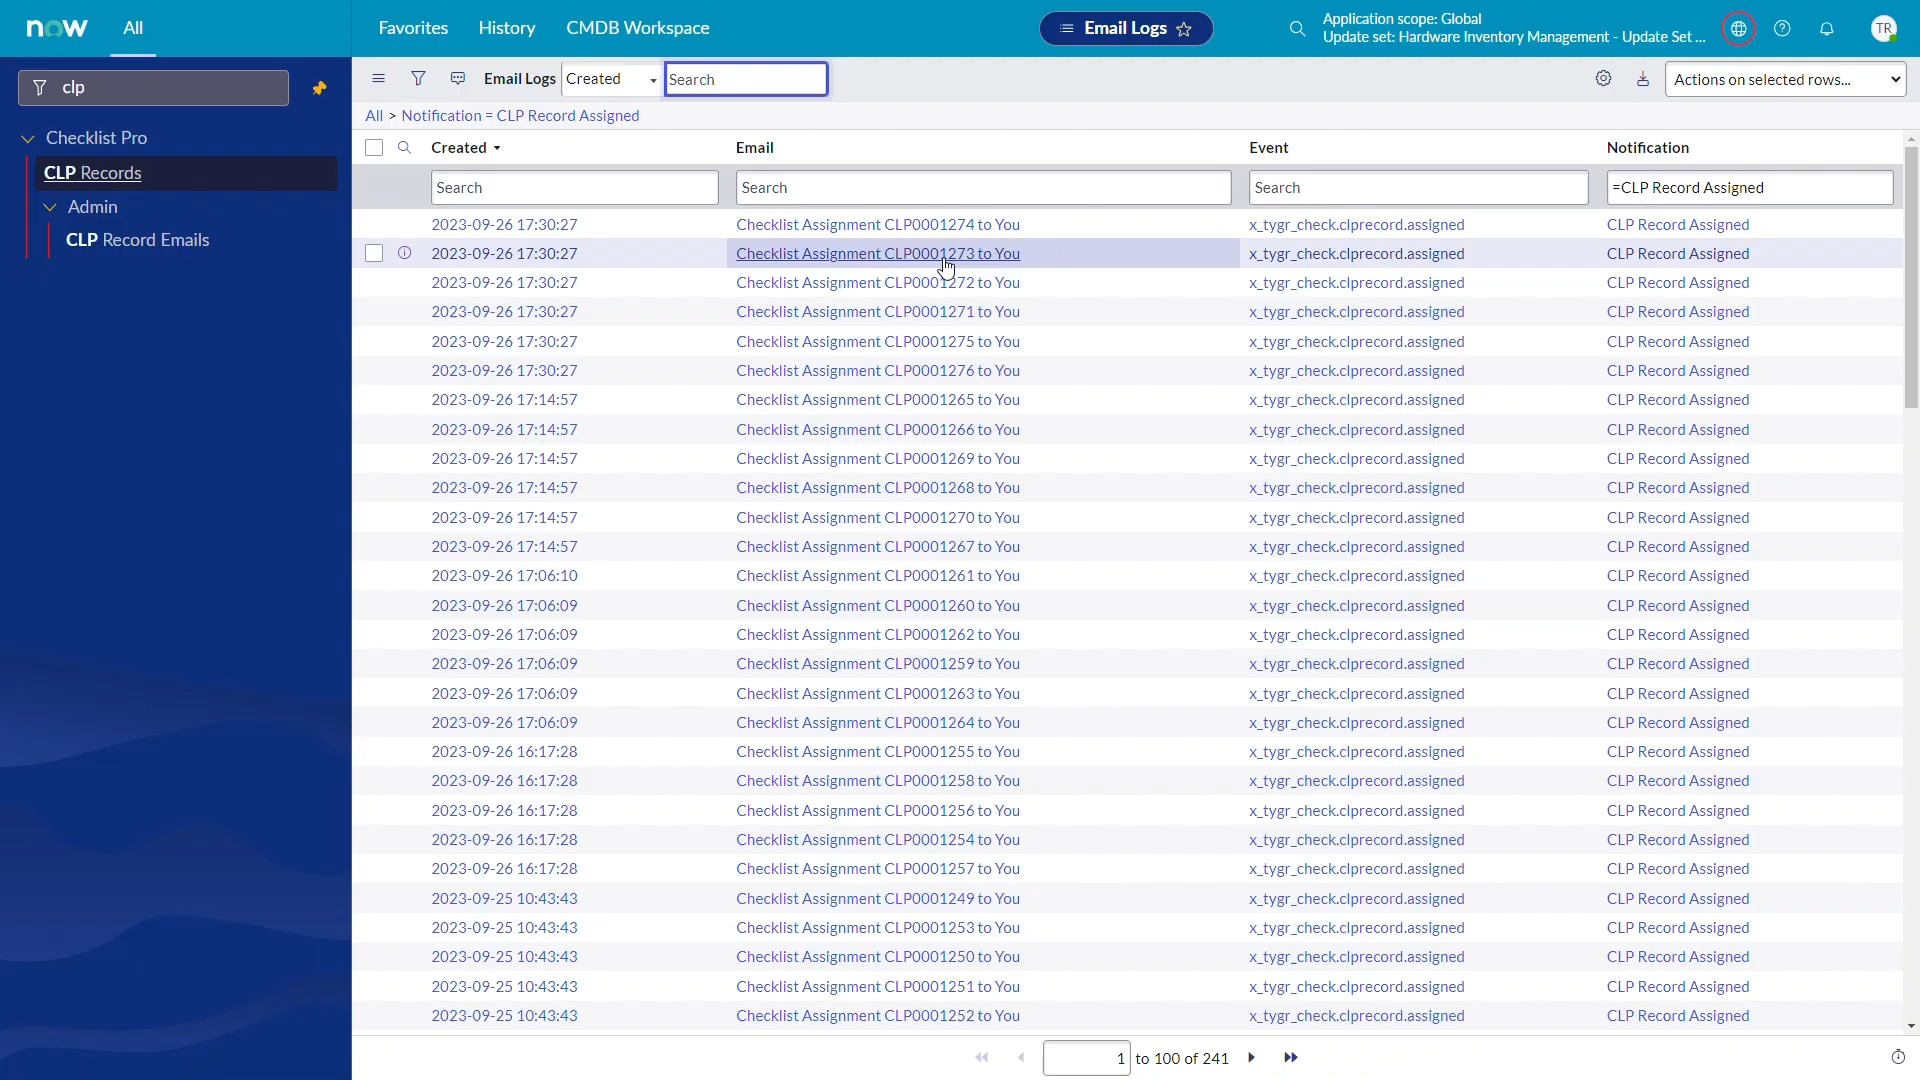 now All Favorites History CMDB Workspace Email Logs Application scope: Global
Update set: Hardware Inventory Management - Update Set ... TR
clp
Checklist Pro
CLP Records
Admin
CLP Record Emails
Email Logs Created Search Actions on selected rows...
All > Notification = CLP Record Assigned
Created Email Event Notification
Search Search Search =CLP Record Assigned
2023-09-26 17:30:27 Checklist Assignment CLP0001274 to You x_tygr_check.clprecord.assigned CLP Record Assigned
2023-09-26 17:30:27 Checklist Assignment CLP0001273 to You x_tygr_check.clprecord.assigned CLP Record Assigned
2023-09-26 17:30:27 Checklist Assignment CLP0001272 to You x_tygr_check.clprecord.assigned CLP Record Assigned
2023-09-26 17:30:27 Checklist Assignment CLP0001271 to You x_tygr_check.clprecord.assigned CLP Record Assigned
2023-09-26 17:30:27 Checklist Assignment CLP0001275 to You x_tygr_check.clprecord.assigned CLP Record Assigned
2023-09-26 17:30:27 Checklist Assignment CLP0001276 to You x_tygr_check.clprecord.assigned CLP Record Assigned
2023-09-26 17:14:57 Checklist Assignment CLP0001265 to You x_tygr_check.clprecord.assigned CLP Record Assigned
2023-09-26 17:14:57 Checklist Assignment CLP0001266 to You x_tygr_check.clprecord.assigned CLP Record Assigned
2023-09-26 17:14:57 Checklist Assignment CLP0001269 to You x_tygr_check.clprecord.assigned CLP Record Assigned
2023-09-26 17:14:57 Checklist Assignment CLP0001268 to You x_tygr_check.clprecord.assigned CLP Record Assigned
2023-09-26 17:14:57 Checklist Assignment CLP0001270 to You x_tygr_check.clprecord.assigned CLP Record Assigned
2023-09-26 17:14:57 Checklist Assignment CLP0001267 to You x_tygr_check.clprecord.assigned CLP Record Assigned
2023-09-26 17:06:10 Checklist Assignment CLP0001261 to You x_tygr_check.clprecord.assigned CLP Record Assigned
2023-09-26 17:06:09 Checklist Assignment CLP0001260 to You x_tygr_check.clprecord.assigned CLP Record Assigned
2023-09-26 17:06:09 Checklist Assignment CLP0001262 to You x_tygr_check.clprecord.assigned CLP Record Assigned
2023-09-26 17:06:09 Checklist Assignment CLP0001259 to You x_tygr_check.clprecord.assigned CLP Record Assigned
2023-09-26 17:06:09 Checklist Assignment CLP0001263 to You x_tygr_check.clprecord.assigned CLP Record Assigned
2023-09-26 17:06:09 Checklist Assignment CLP0001264 to You x_tygr_check.clprecord.assigned CLP Record Assigned
2023-09-26 16:17:28 Checklist Assignment CLP0001255 to You x_tygr_check.clprecord.assigned CLP Record Assigned
2023-09-26 16:17:28 Checklist Assignment CLP0001258 to You x_tygr_check.clprecord.assigned CLP Record Assigned
2023-09-26 16:17:28 Checklist Assignment CLP0001256 to You x_tygr_check.clprecord.assigned CLP Record Assigned
2023-09-26 16:17:28 Checklist Assignment CLP0001254 to You x_tygr_check.clprecord.assigned CLP Record Assigned
2023-09-26 16:17:28 Checklist Assignment CLP0001257 to You x_tygr_check.clprecord.assigned CLP Record Assigned
2023-09-25 10:43:43 Checklist Assignment CLP0001249 to You x_tygr_check.clprecord.assigned CLP Record Assigned
2023-09-25 10:43:43 Checklist Assignment CLP0001253 to You x_tygr_check.clprecord.assigned CLP Record Assigned
2023-09-25 10:43:43 Checklist Assignment CLP0001250 to You x_tygr_check.clprecord.assigned CLP Record Assigned
2023-09-25 10:43:43 Checklist Assignment CLP0001251 to You x_tygr_check.clprecord.assigned CLP Record Assigned
2023-09-25 10:43:43 Checklist Assignment CLP0001252 to You x_tygr_check.clprecord.assigned CLP Record Assigned
1 to 100 of 241